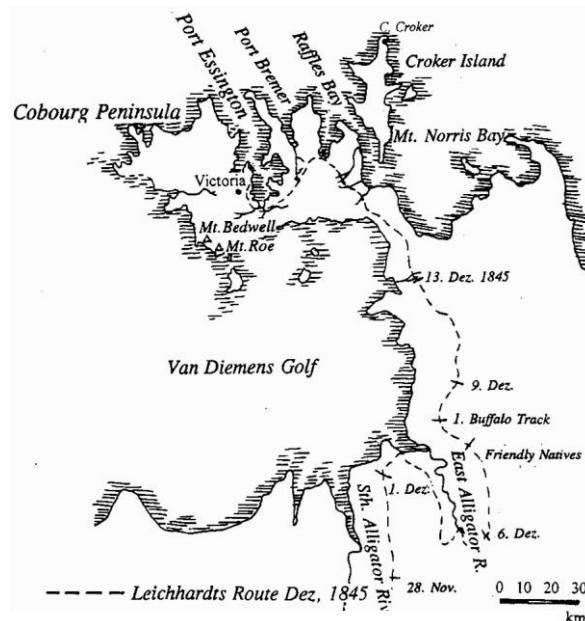 C. Croker
Croker Island
Port Essington
Port Bremer
Raffles Bay
Cobourg Peninsula
Mt. Norris Bay
Victoria
Mt. Bedwell
Mt. Roe
13. Dez. 1845
Van Diemens Golf
9. Dez.
1. Buffalo Track
Friendly Natives
East Alligator R.
1. Dez.
Sth. Alligator Riv
6. Dez.
28. Nov.
Leichhardts Route Dez, 1845
0 10 20 30
km